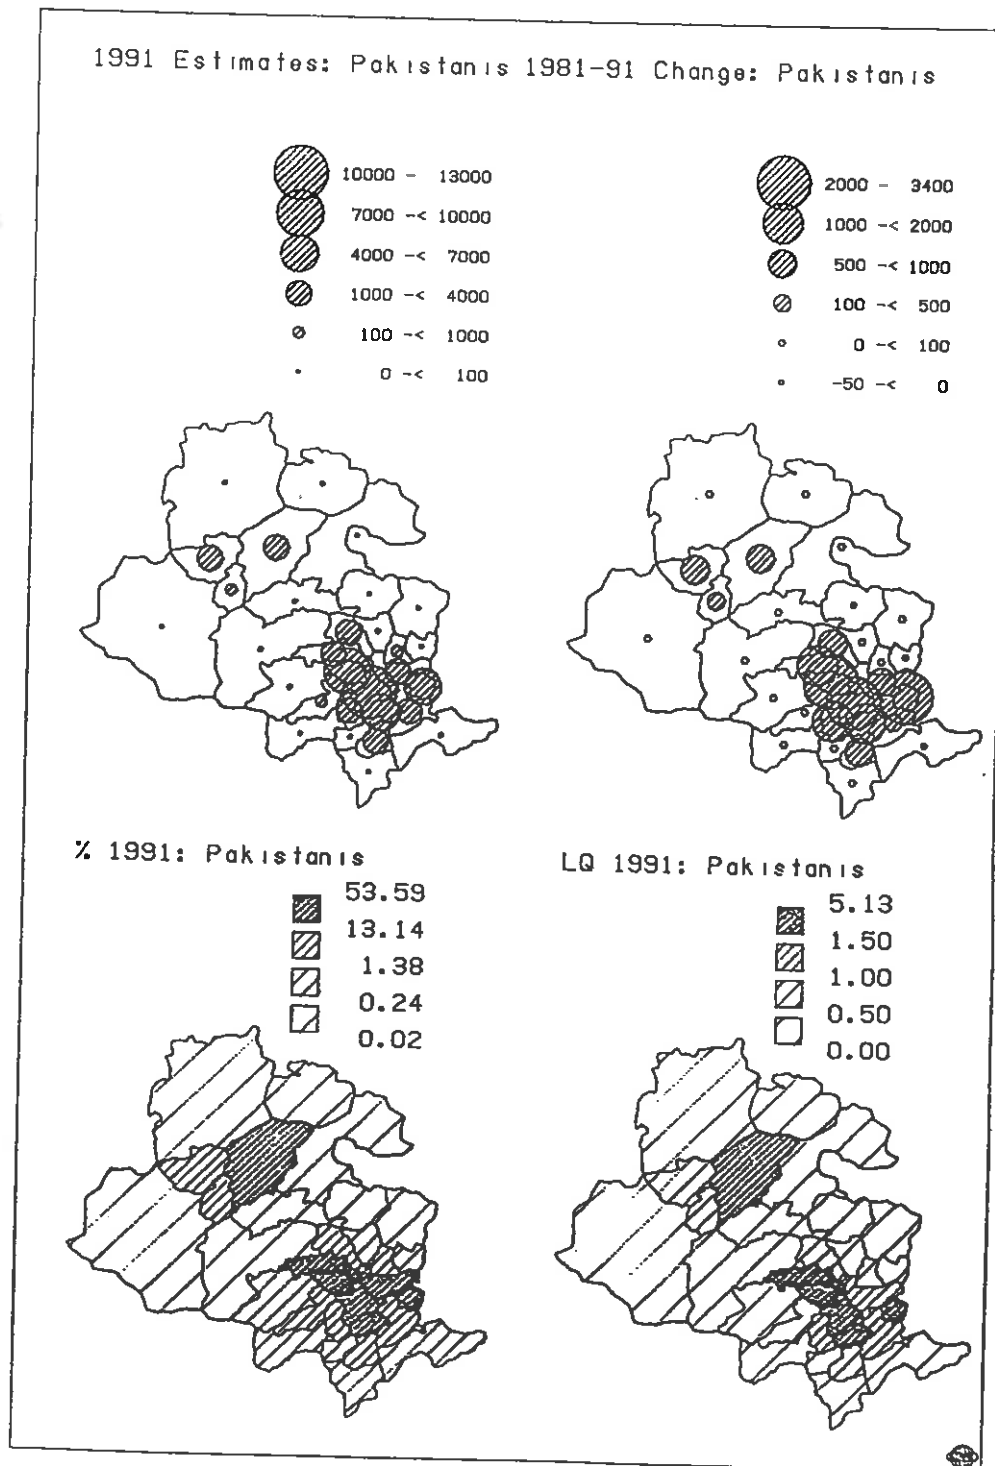 1991 Estimates: Pakistanis 1981-91 Change: Pakistanis
10000 - 13000
7000 -< 10000
4000 -< 7000
1000 -< 4000
100 -< 1000
0 -< 100
2000 - 3400
1000 -< 2000
500 -< 1000
100 -< 500
0 -< 100
-50 -< 0
% 1991: Pakistanis
53.59
13.14
1.38
0.24
0.02
LQ 1991: Pakistanis
5.13
1.50
1.00
0.50
0.00